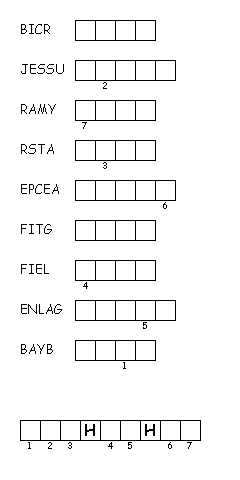 BICR
JESSU
2
RAMY
7
RSTA
3
EPCEA
6
FITG
FIEL
4
ENLAG
5
BAYB
1
H H
1 2 3 4 5 6 7